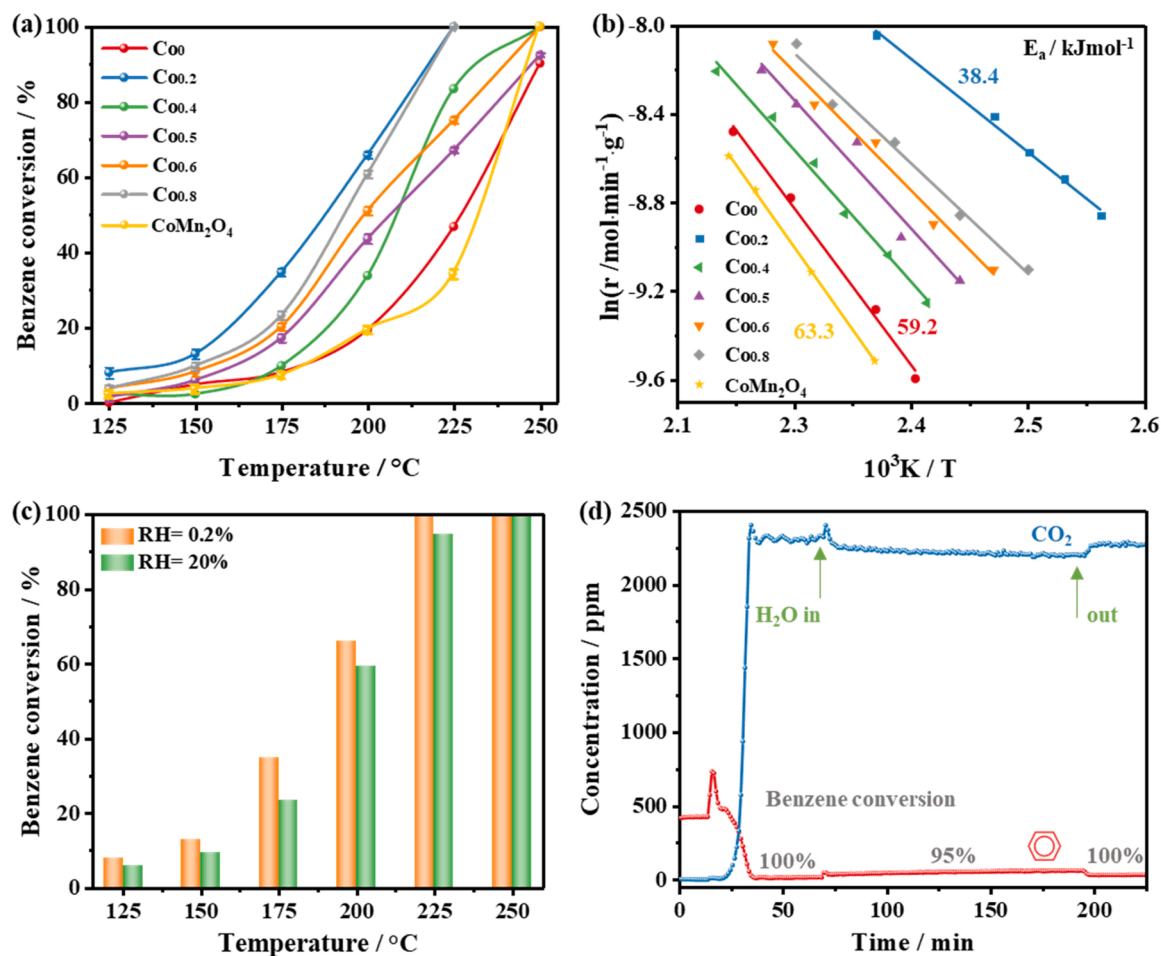 (a)
100
80
60
40
20
0
Benzene conversion / %
Co0
Co0.2
Co0.4
Co0.5
Co0.6
Co0.8
CoMn2O4
125 150 175 200 225 250
Temperature / °C
(b)
-8.0
-8.4
-8.8
-9.2
-9.6
ln(r /mol·min-1·g-1)
Ea / kJmol-1
38.4
63.3
59.2
Co0
Co0.2
Co0.4
Co0.5
Co0.6
Co0.8
CoMn2O4
2.1 2.2 2.3 2.4 2.5 2.6
10³K / T
(c)
100
80
60
40
20
0
Benzene conversion / %
RH= 0.2%
RH= 20%
125 150 175 200 225 250
Temperature / °C
(d)
2500
2000
1500
1000
500
0
Concentration / ppm
CO2
H2O in
out
Benzene conversion
100% 95% 100%
0 50 100 150 200
Time / min